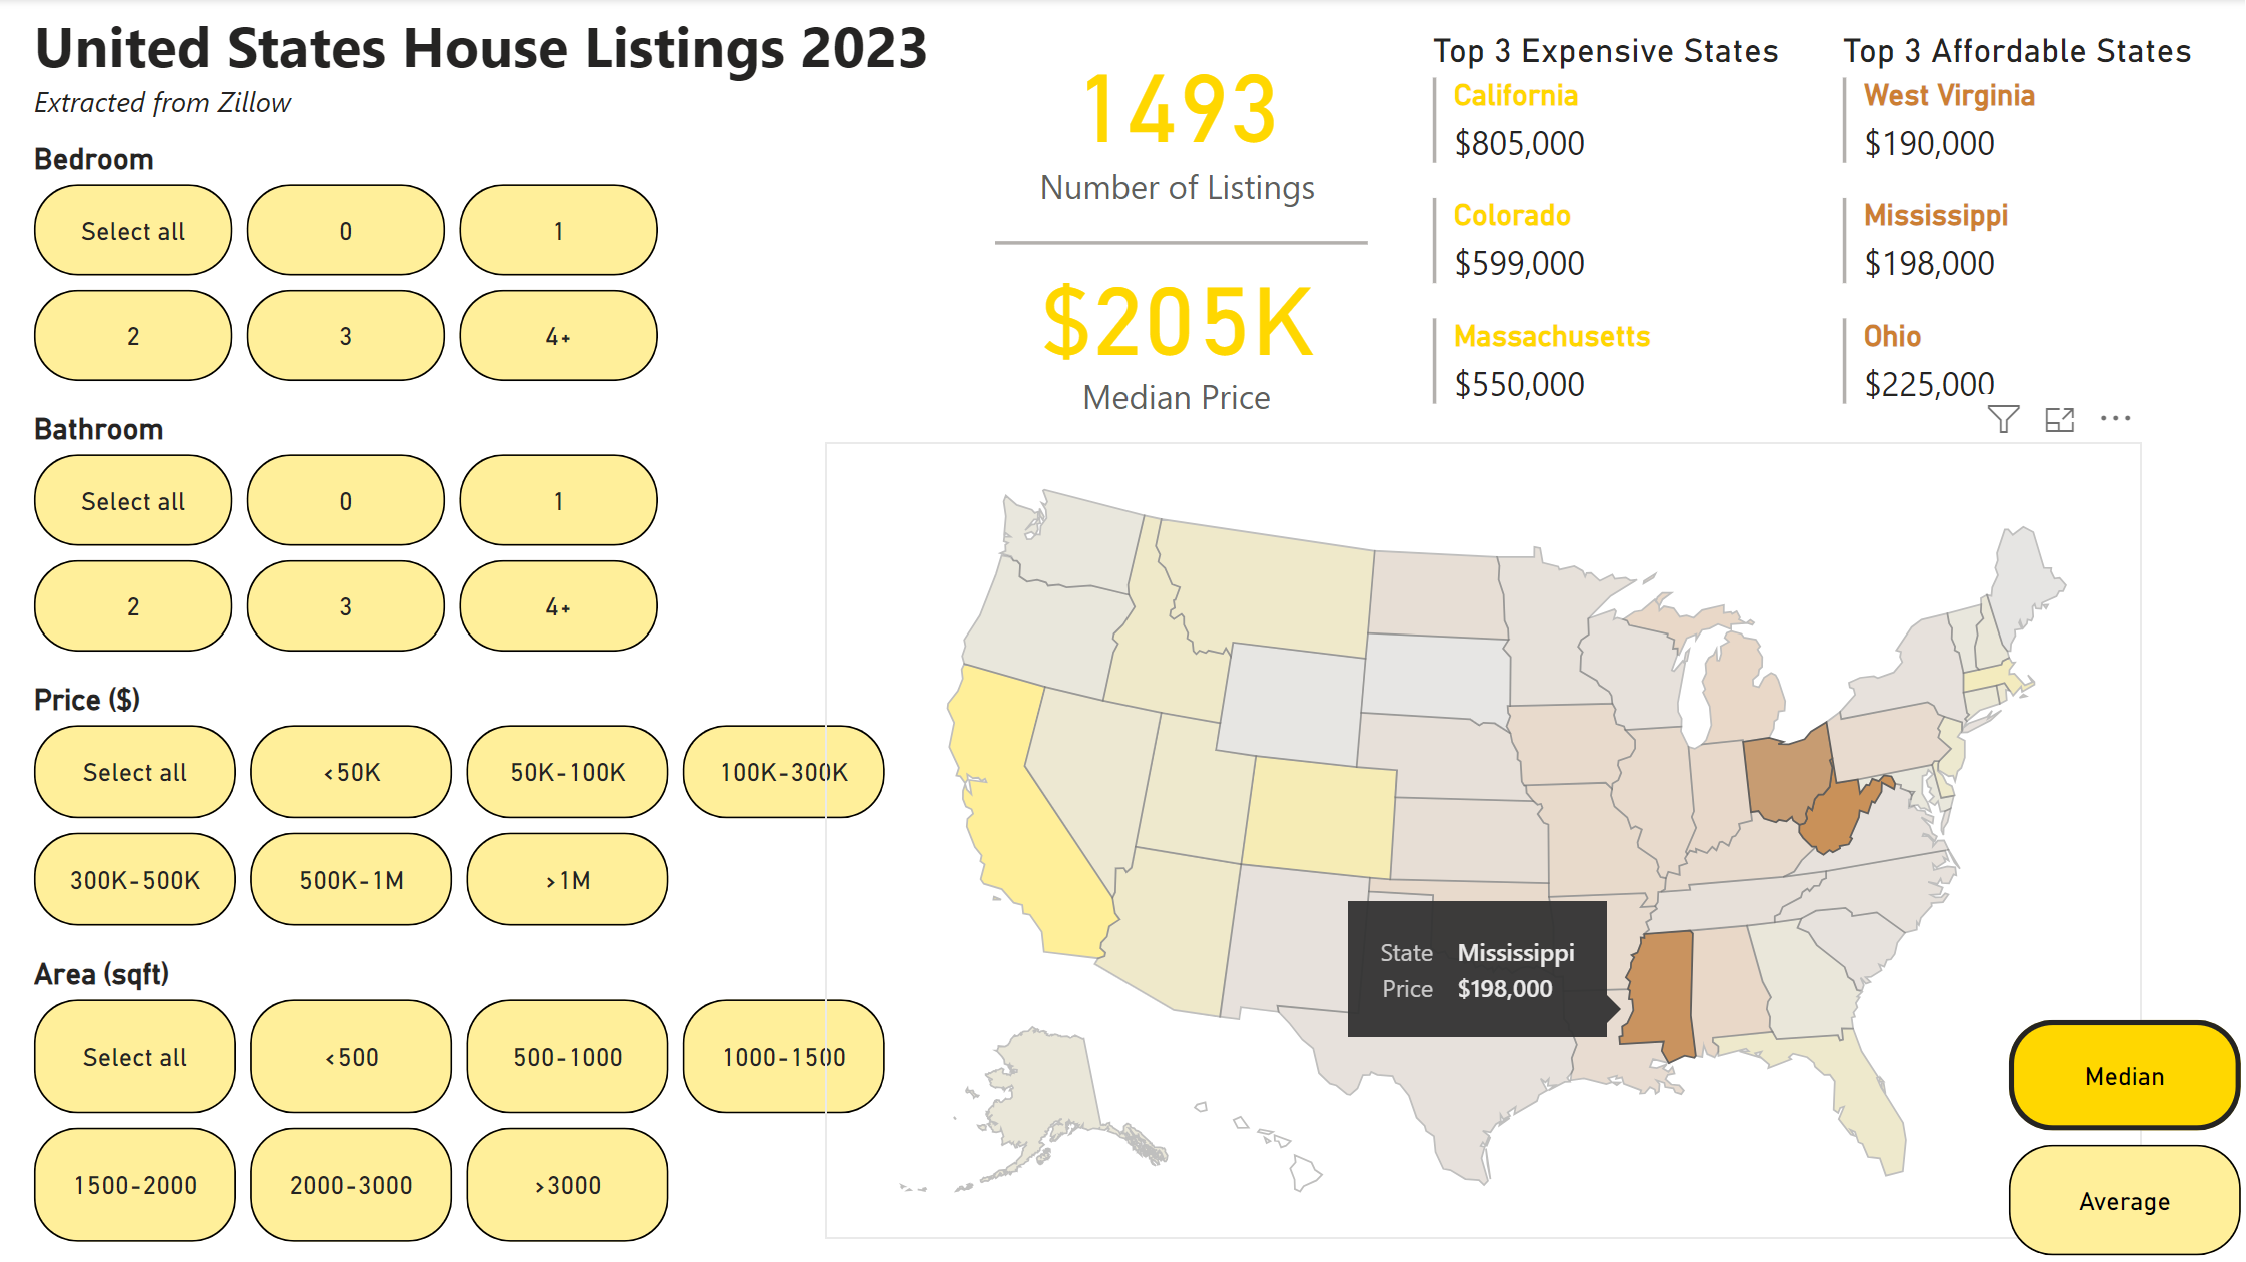 United States House Listings 2023
Extracted from Zillow
Bedroom
Select all
0
1
2
3
4+
Bathroom
Select all
0
1
2
3
4+
Price ($)
Select all
<50K
50K-100K
100K-300K
300K-500K
500K-1M
>1M
Area (sqft)
Select all
<500
500-1000
1000-1500
1500-2000
2000-3000
>3000
1493
Number of Listings
$205K
Median Price
Top 3 Expensive States
California
$805,000
Colorado
$599,000
Massachusetts
$550,000
Top 3 Affordable States
West Virginia
$190,000
Mississippi
$198,000
Ohio
$225,000
State Mississippi
Price $198,000
Median
Average